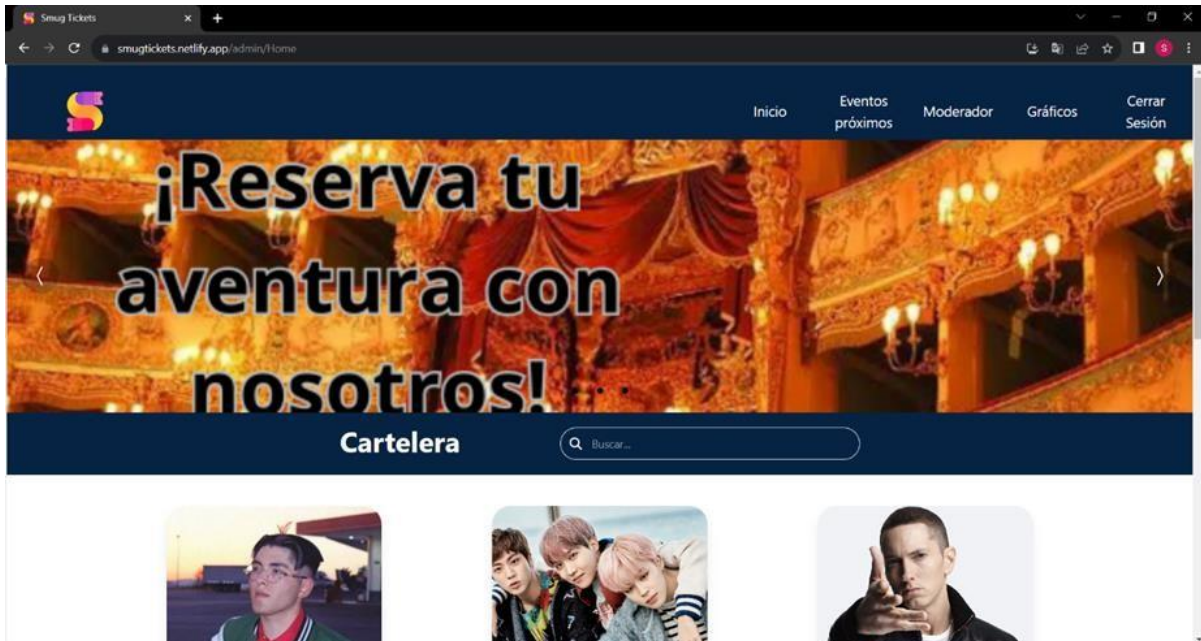 Smug Tickets
smugtickets.netlify.app/admin/Home
S
S
Inicio
Eventos
próximos
Moderador
Gráficos
Cerrar
Sesión
¡Reserva tu
aventura con
nosotros!
Cartelera
Buscar...